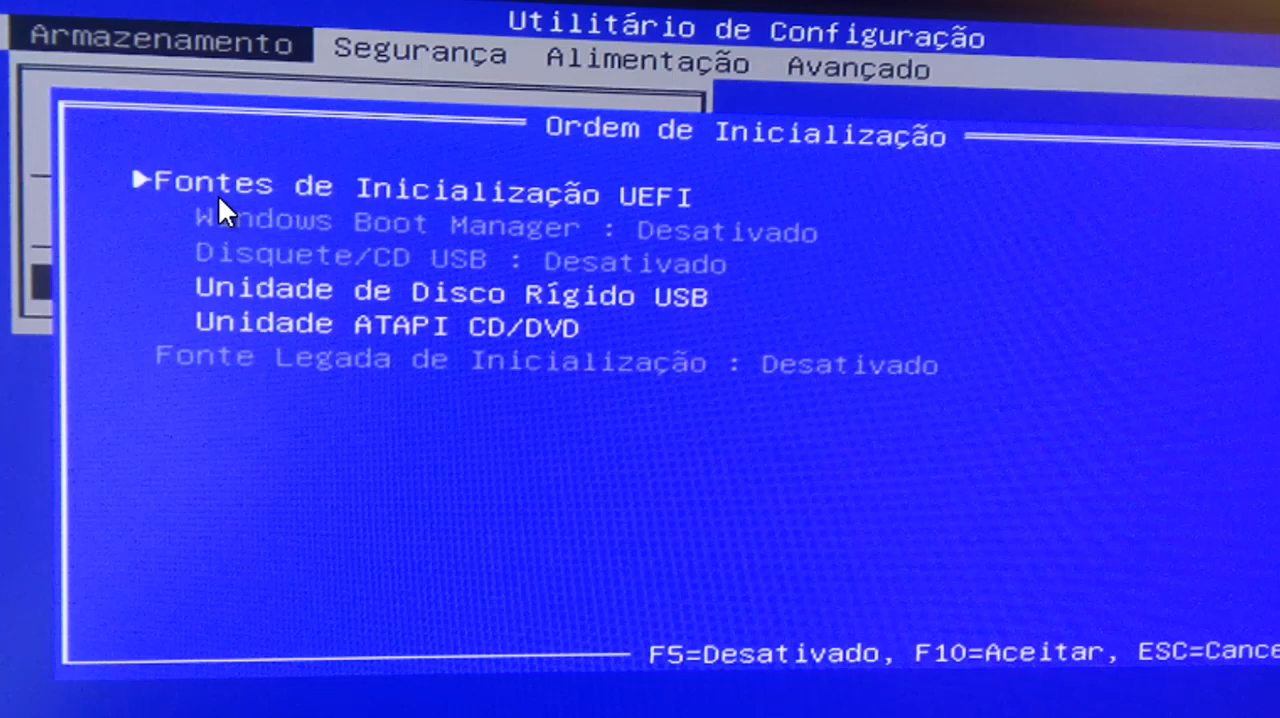 Utilitário de Configuração
Armazenamento Segurança Alimentação Avançado
Ordem de Inicialização
Fontes de Inicialização UEFI
Windows Boot Manager : Desativado
Disquete/CD USB : Desativado
Unidade de Disco Rígido USB
Unidade ATAPI CD/DVD
Fonte Legada de Inicialização : Desativado
F5=Desativado, F10=Aceitar, ESC=Cance